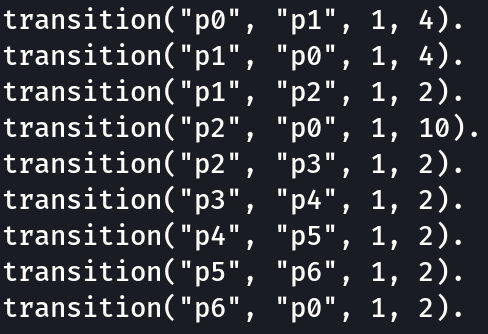 transition("p0", "p1", 1, 4).
transition("p1", "p0", 1, 4).
transition("p1", "p2", 1, 2).
transition("p2", "p0", 1, 10).
transition("p2", "p3", 1, 2).
transition("p3", "p4", 1, 2).
transition("p4", "p5", 1, 2).
transition("p5", "p6", 1, 2).
transition("p6", "p0", 1, 2).